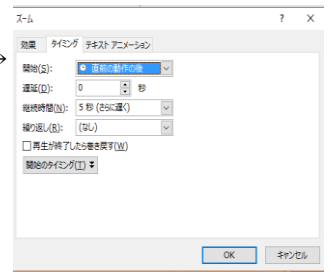 ズーム ? X
効果 タイミング テキスト アニメーション
開始(S): 直前の動作の後
遅延(D): 0 秒
継続時間(N): 5 秒 (さらに遅く)
繰り返し(R): (なし)
再生が終了したら巻き戻す(W)
開始のタイミング(T)
OK キャンセル